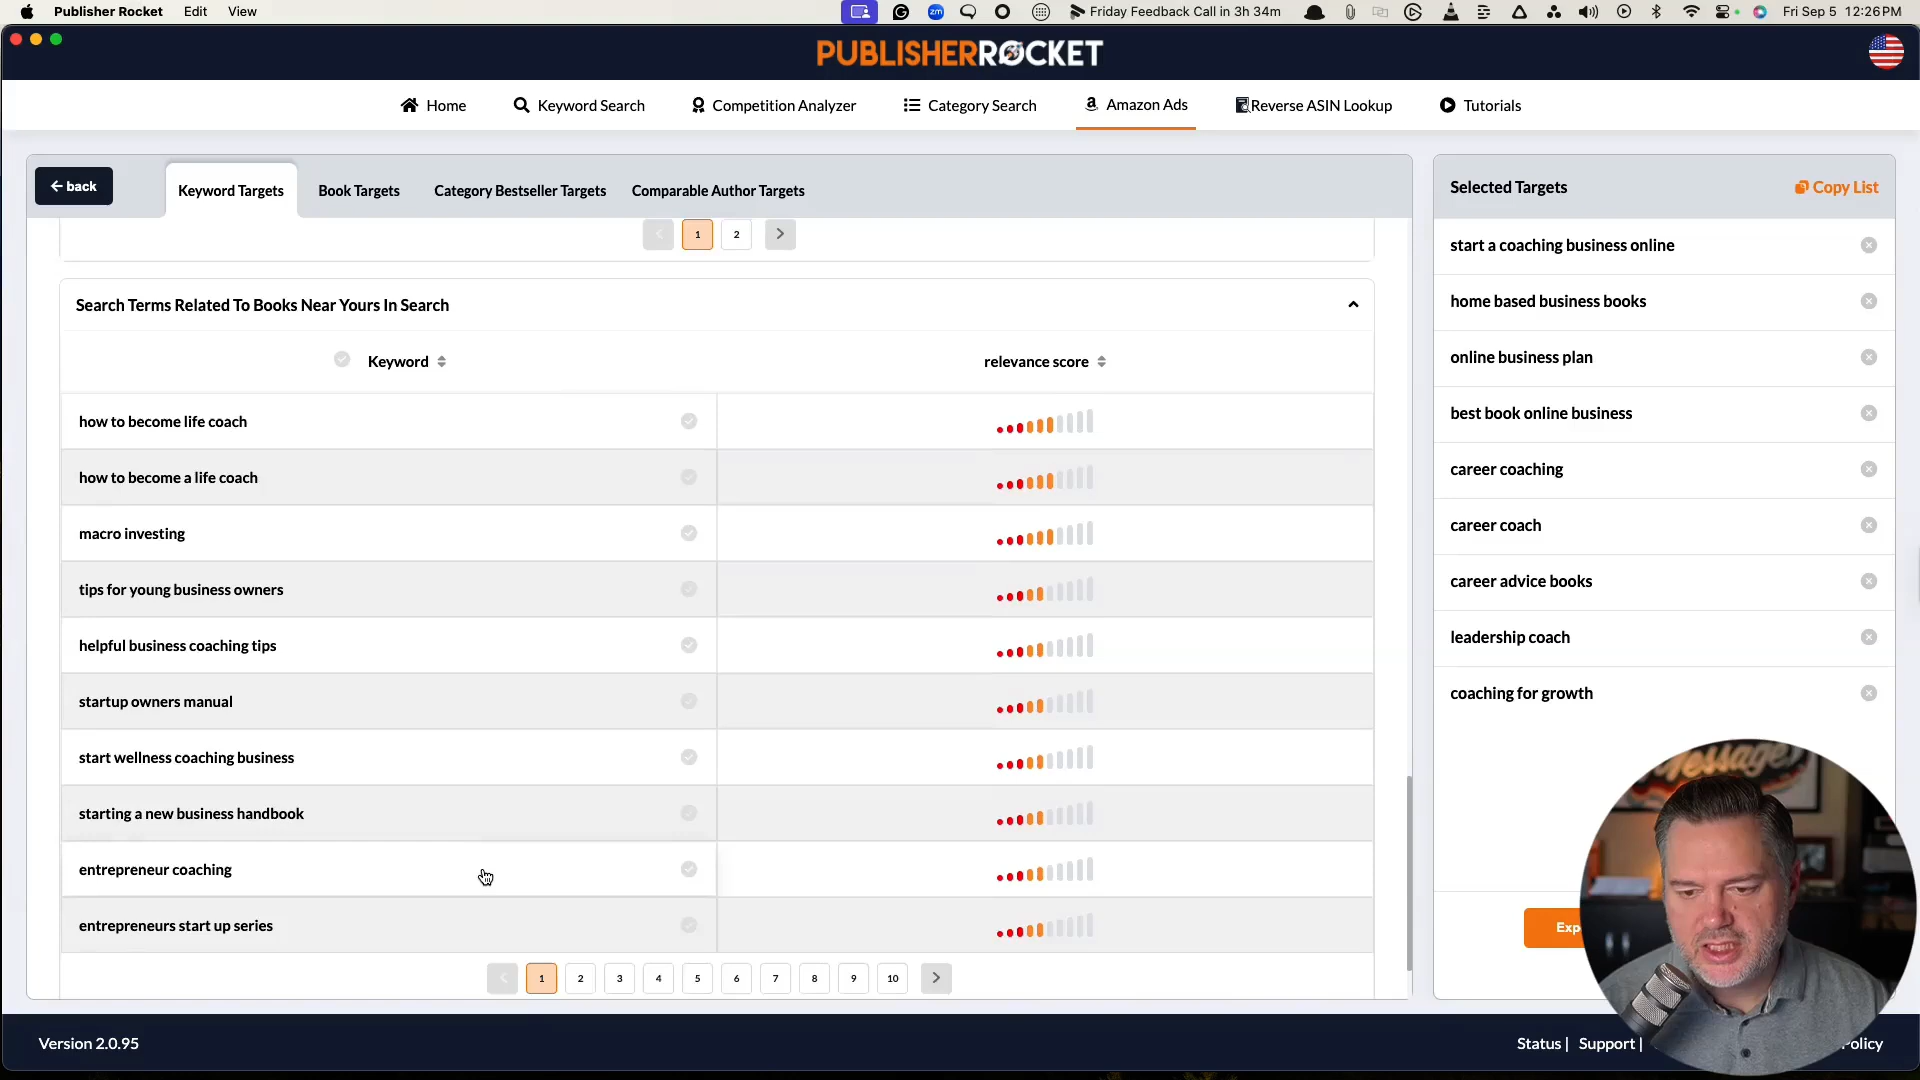 Publisher Rocket Edit View zm Friday Feedback Call in 3h 34m Fri Sep 5 12:26 PM
PUBLISHERROCKET
Home Keyword Search Competition Analyzer Category Search Amazon Ads Reverse ASIN Lookup Tutorials
back Keyword Targets Book Targets Category Bestseller Targets Comparable Author Targets
1 2
Search Terms Related To Books Near Yours In Search
Keyword relevance score
how to become life coach
how to become a life coach
macro investing
tips for young business owners
helpful business coaching tips
startup owners manual
start wellness coaching business
starting a new business handbook
entrepreneur coaching
entrepreneurs start up series
1 2 3 4 5 6 7 8 9 10
Selected Targets Copy List
start a coaching business online
home based business books
online business plan
best book online business
career coaching
career coach
career advice books
leadership coach
coaching for growth
Exp
Message
Version 2.0.95 Status | Support | Policy